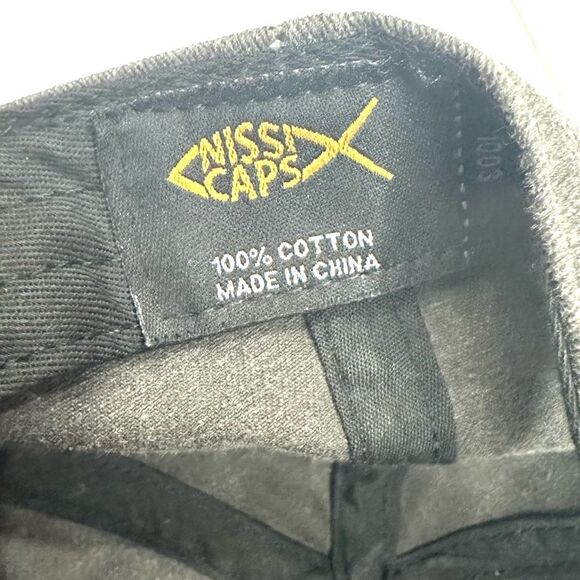 NISSI
CAPS
100% COTTON
MADE IN CHINA